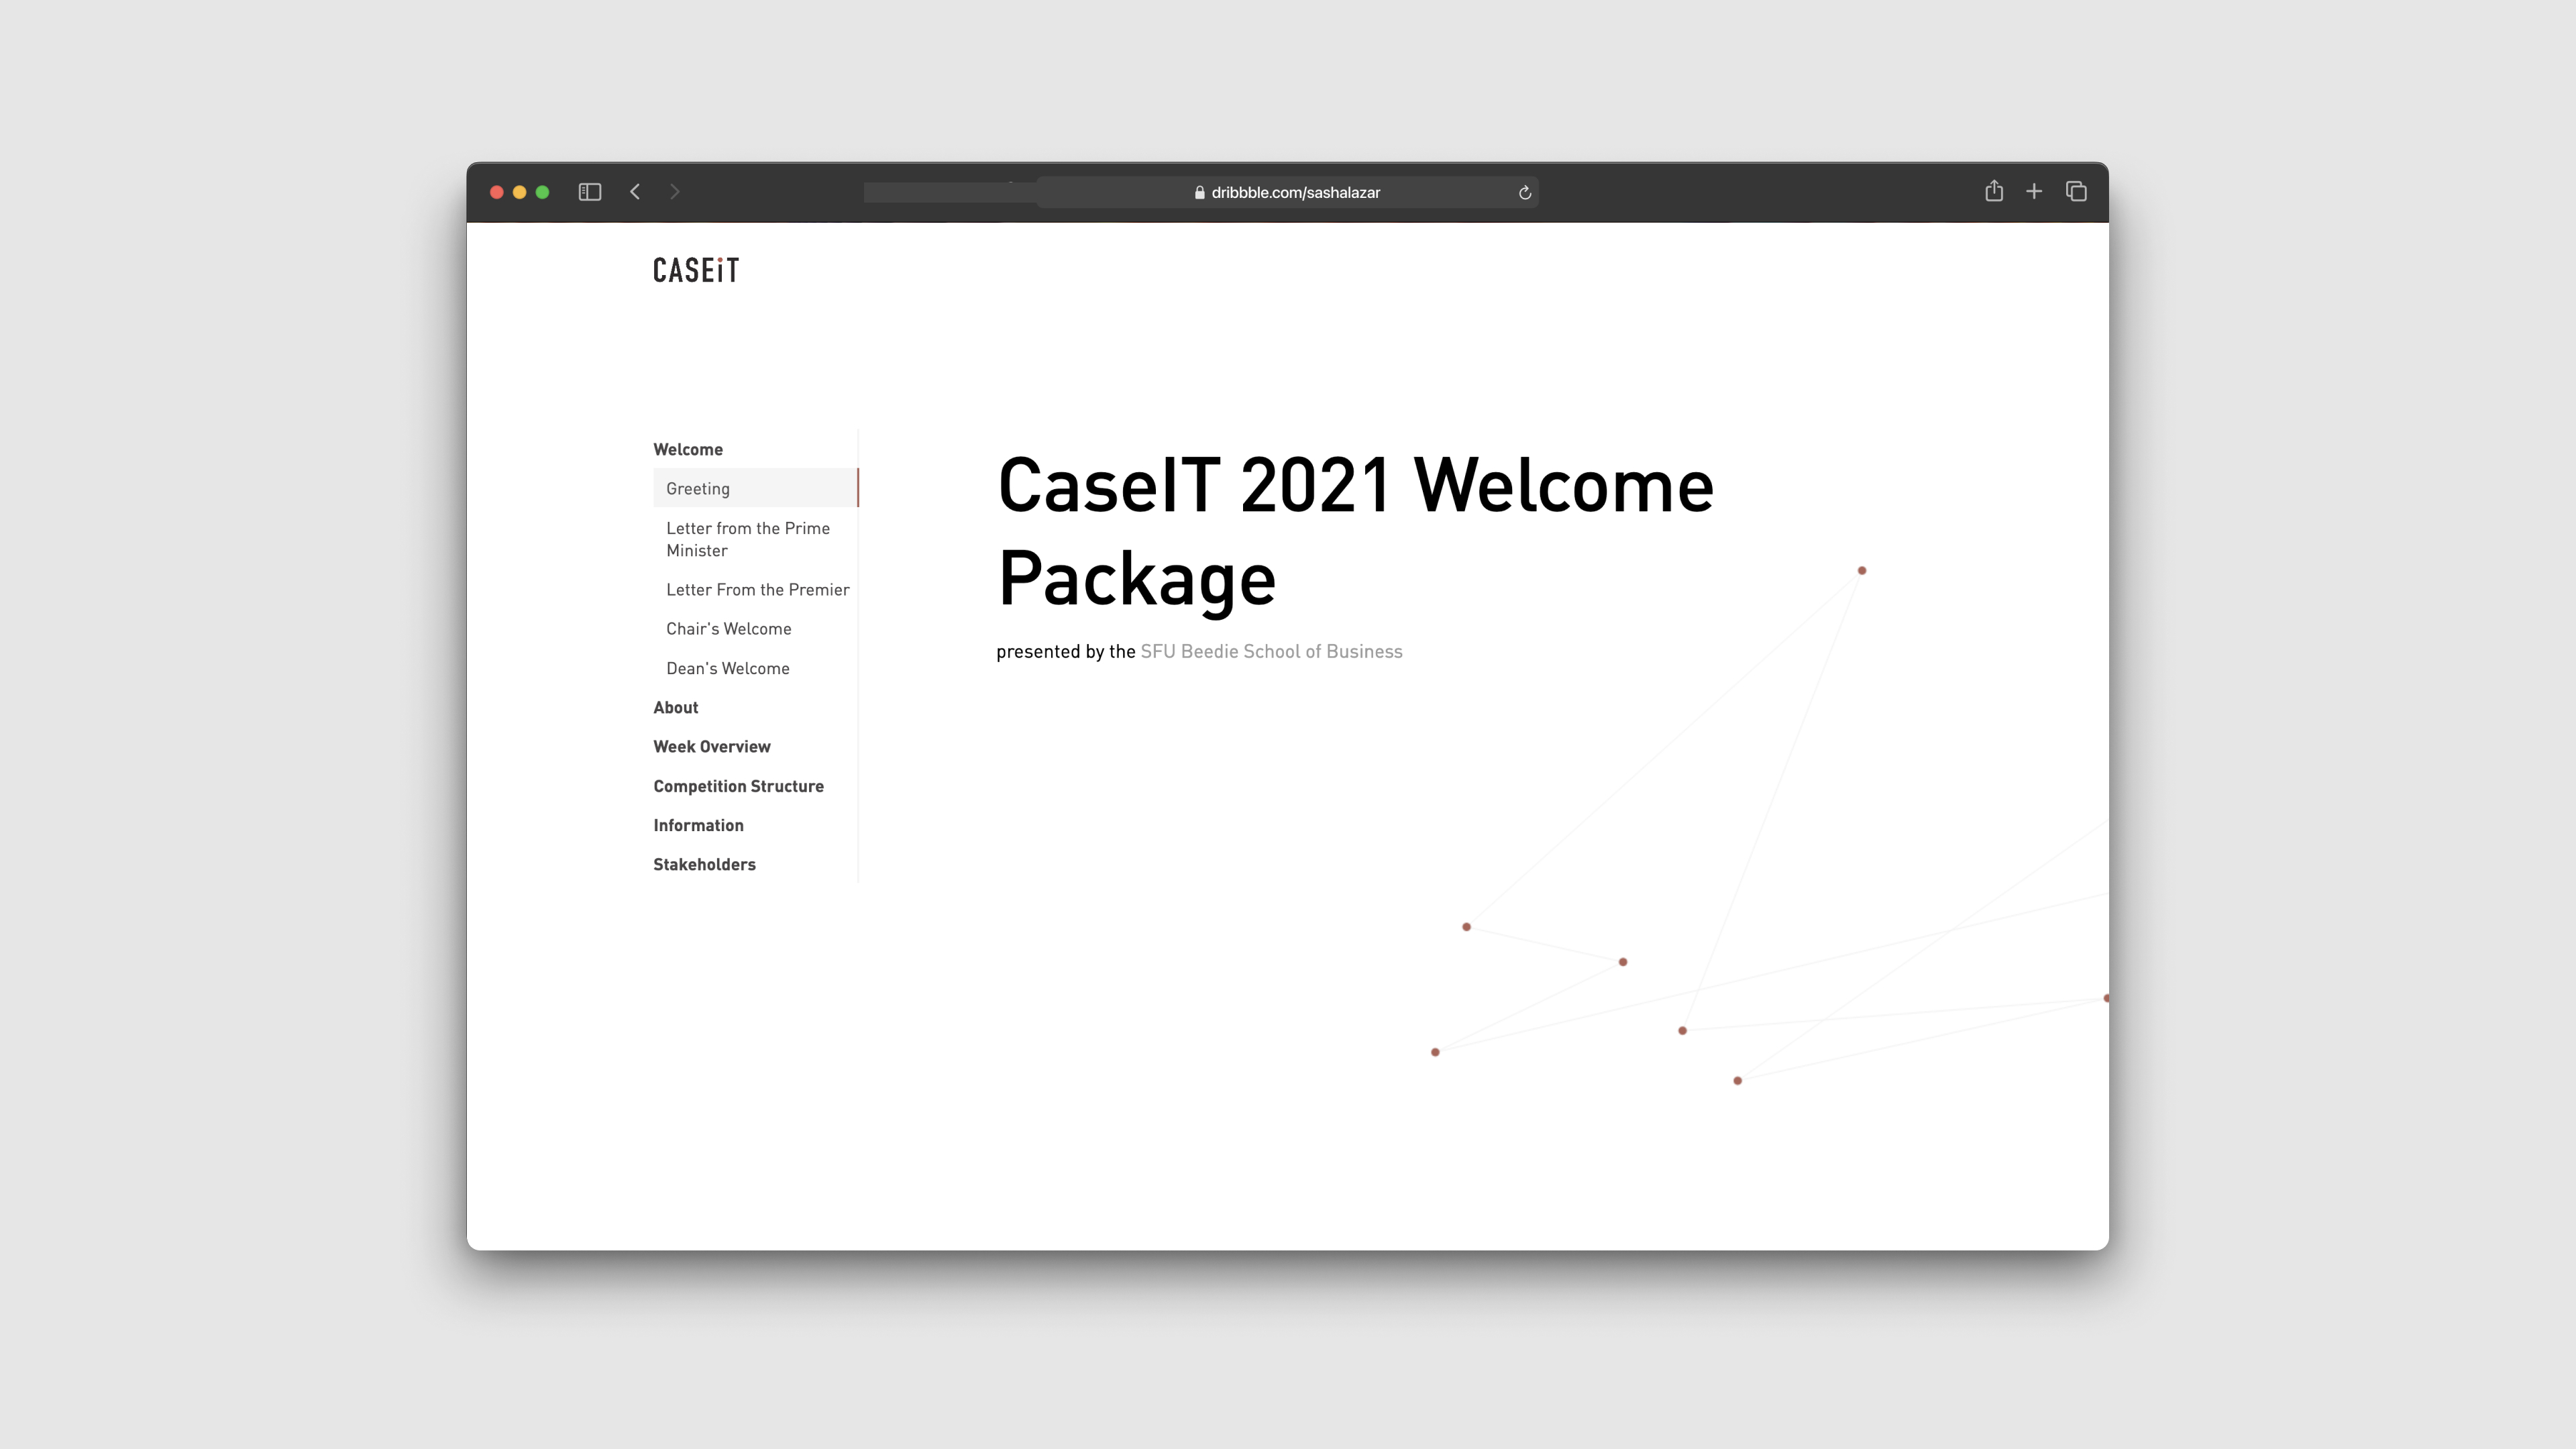 dribbble.com/sashalazar
CASEiT
Welcome
Greeting
Letter from the Prime
Minister
Letter From the Premier
Chair's Welcome
Dean's Welcome
About
Week Overview
Competition Structure
Information
Stakeholders
CaseIT 2021 Welcome
Package
presented by the SFU Beedie School of Business